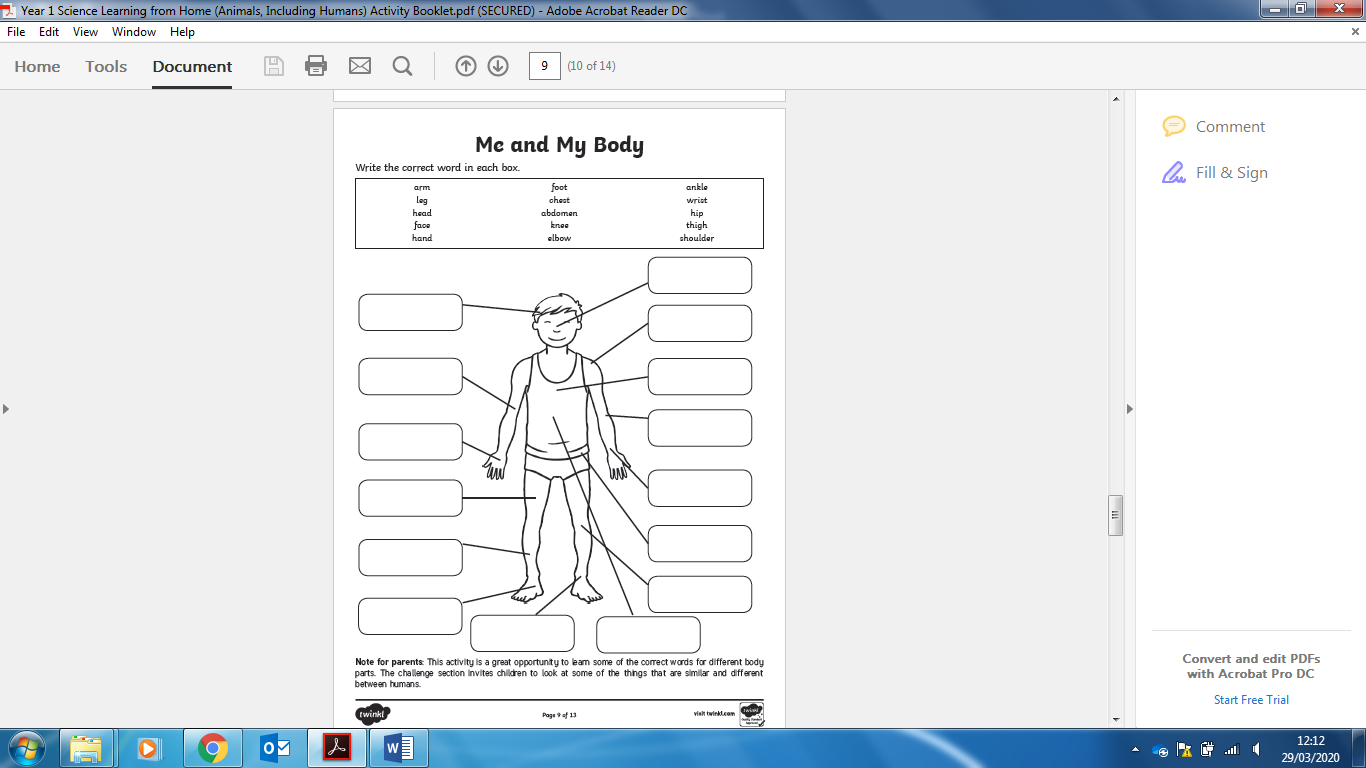 Year 1 Science Learning from Home (Animals, Including Humans) Activity Booklet.pdf (SECURED) - Adobe Acrobat Reader DC
File Edit View Window Help
Home Tools Document 9 (10 of 14)
Comment
Fill & Sign
Me and My Body
Write the correct word in each box.
arm foot ankle
leg chest wrist
head abdomen hip
face knee thigh
hand elbow shoulder
Note for parents: This activity is a great opportunity to learn some of the correct words for different body
parts. The challenge section invites children to look at some of the things that are similar and different
between humans.
twinkl Page 9 of 13 visit twinkl.com
Convert and edit PDFs
with Acrobat Pro DC
Start Free Trial
12:12
29/03/2020